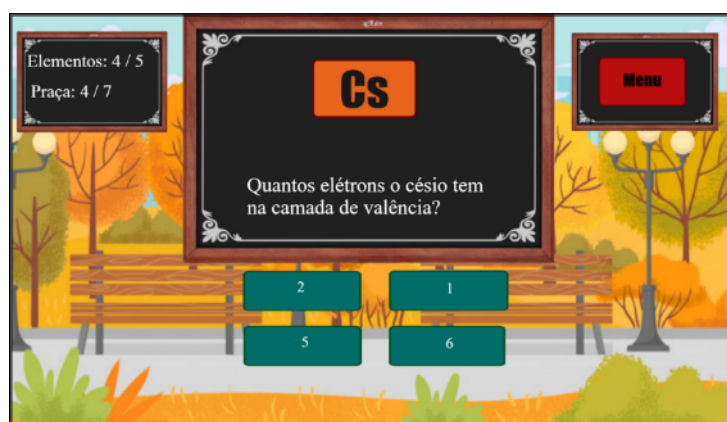 Elementos: 4 / 5
Praça: 4 / 7
Cs
Menu
Quantos elétrons o césio tem
na camada de valência?
2
1
5
6